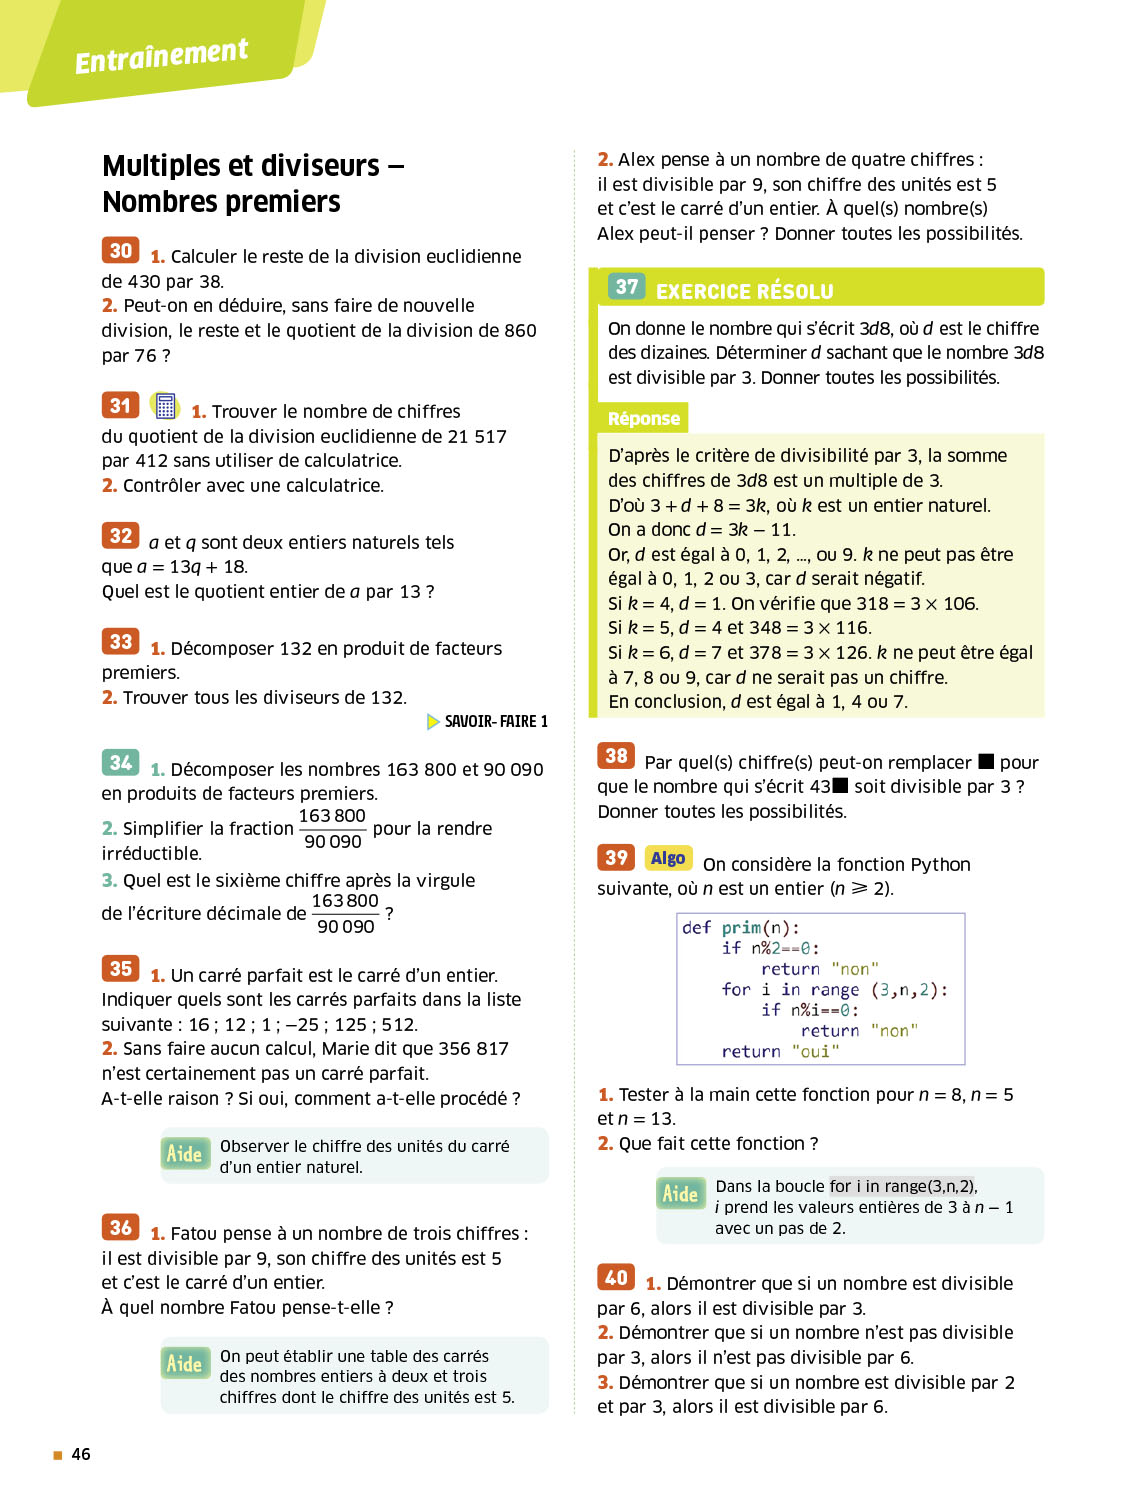 Entraînement
Multiples et diviseurs –
Nombres premiers
30 1. Calculer le reste de la division euclidienne
de 430 par 38.
2. Peut-on en déduire, sans faire de nouvelle
division, le reste et le quotient de la division de 860
par 76 ?
31 1. Trouver le nombre de chiffres
du quotient de la division euclidienne de 21 517
par 412 sans utiliser de calculatrice.
2. Contrôler avec une calculatrice.
32 a et q sont deux entiers naturels tels
que a = 13q + 18.
Quel est le quotient entier de a par 13 ?
33 1. Décomposer 132 en produit de facteurs
premiers.
2. Trouver tous les diviseurs de 132.
SAVOIR-FAIRE 1
34 1. Décomposer les nombres 163 800 et 90 090
en produits de facteurs premiers.
2. Simplifier la fraction 163 800 / 90 090 pour la rendre
irréductible.
3. Quel est le sixième chiffre après la virgule
de l'écriture décimale de 163 800 / 90 090 ?
35 1. Un carré parfait est le carré d'un entier.
Indiquer quels sont les carrés parfaits dans la liste
suivante : 16 ; 12 ; 1 ; –25 ; 125 ; 512.
2. Sans faire aucun calcul, Marie dit que 356 817
n'est certainement pas un carré parfait.
A-t-elle raison ? Si oui, comment a-t-elle procédé ?
Aide Observer le chiffre des unités du carré
d'un entier naturel.
36 1. Fatou pense à un nombre de trois chiffres :
il est divisible par 9, son chiffre des unités est 5
et c'est le carré d'un entier.
À quel nombre Fatou pense-t-elle ?
Aide On peut établir une table des carrés
des nombres entiers à deux et trois
chiffres dont le chiffre des unités est 5.
46
2. Alex pense à un nombre de quatre chiffres :
il est divisible par 9, son chiffre des unités est 5
et c'est le carré d'un entier. À quel(s) nombre(s)
Alex peut-il penser ? Donner toutes les possibilités.
37 EXERCICE RÉSOLU
On donne le nombre qui s'écrit 3d8, où d est le chiffre
des dizaines. Déterminer d sachant que le nombre 3d8
est divisible par 3. Donner toutes les possibilités.
Réponse
D'après le critère de divisibilité par 3, la somme
des chiffres de 3d8 est un multiple de 3.
D'où 3 + d + 8 = 3k, où k est un entier naturel.
On a donc d = 3k – 11.
Or, d est égal à 0, 1, 2, ..., ou 9. k ne peut pas être
égal à 0, 1, 2 ou 3, car d serait négatif.
Si k = 4, d = 1. On vérifie que 318 = 3 × 106.
Si k = 5, d = 4 et 348 = 3 × 116.
Si k = 6, d = 7 et 378 = 3 × 126. k ne peut être égal
à 7, 8 ou 9, car d ne serait pas un chiffre.
En conclusion, d est égal à 1, 4 ou 7.
38 Par quel(s) chiffre(s) peut-on remplacer ■ pour
que le nombre qui s'écrit 43■ soit divisible par 3 ?
Donner toutes les possibilités.
39 Algo On considère la fonction Python
suivante, où n est un entier (n ⩾ 2).
def prim(n):
    if n%2==0:
        return "non"
    for i in range (3,n,2):
        if n%i==0:
            return "non"
    return "oui"
1. Tester à la main cette fonction pour n = 8, n = 5
et n = 13.
2. Que fait cette fonction ?
Aide Dans la boucle for i in range(3,n,2),
i prend les valeurs entières de 3 à n – 1
avec un pas de 2.
40 1. Démontrer que si un nombre est divisible
par 6, alors il est divisible par 3.
2. Démontrer que si un nombre n'est pas divisible
par 3, alors il n'est pas divisible par 6.
3. Démontrer que si un nombre est divisible par 2
et par 3, alors il est divisible par 6.